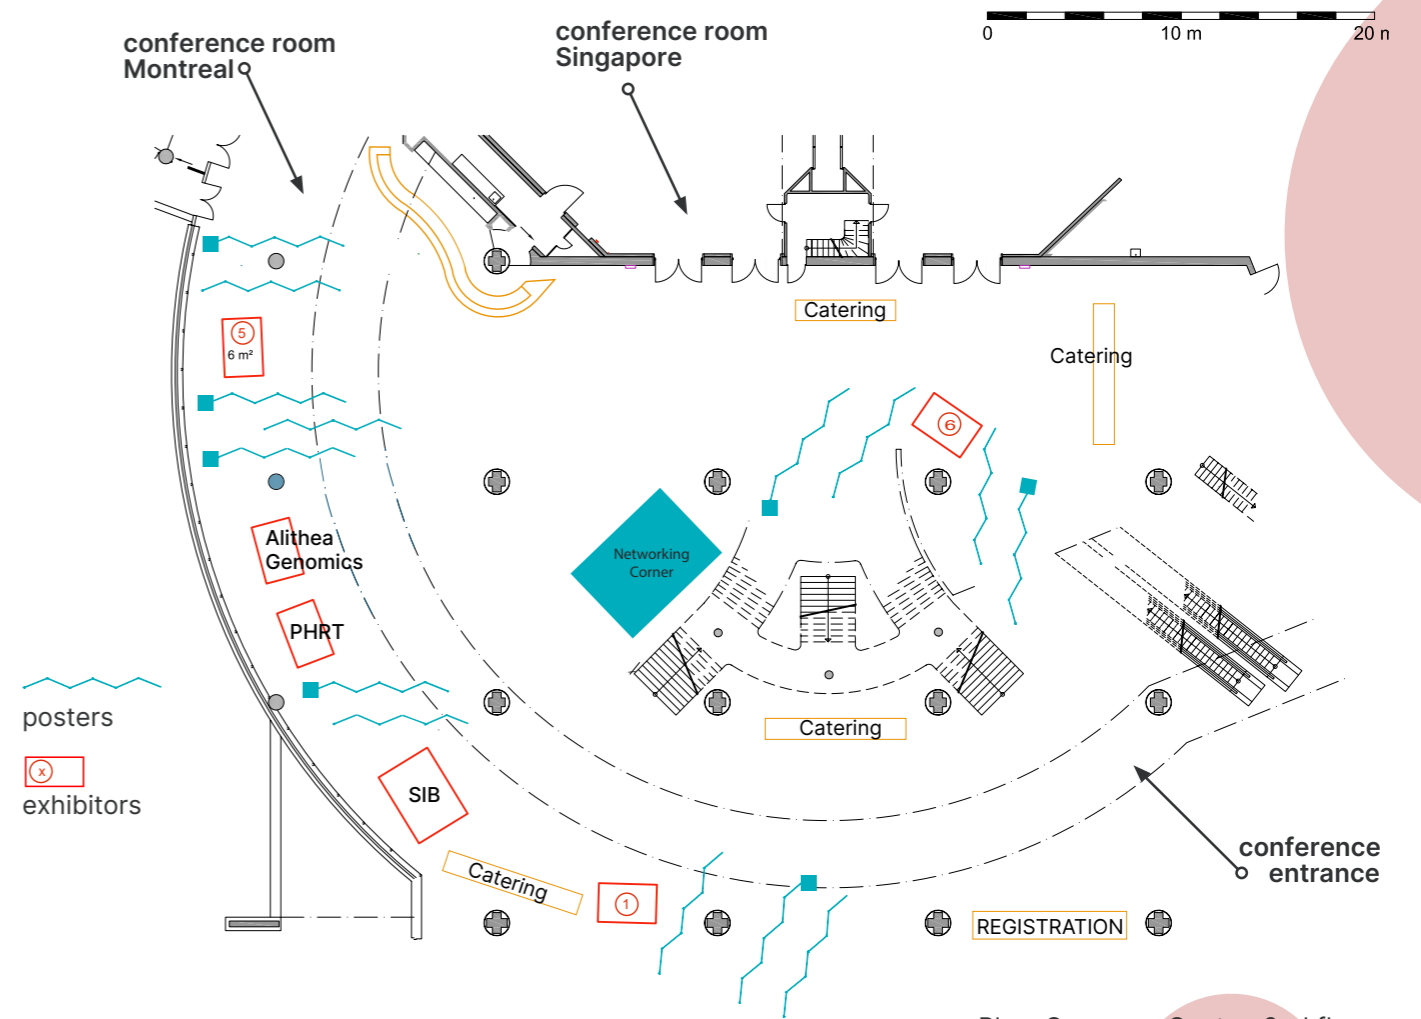 conference room
Montreal
conference room
Singapore
0
10 m
20 m
Catering
Catering
5
6 m²
6
Alithea
Genomics
Networking
Corner
PHRT
posters
x
exhibitors
Catering
SIB
Catering
1
conference
entrance
REGISTRATION